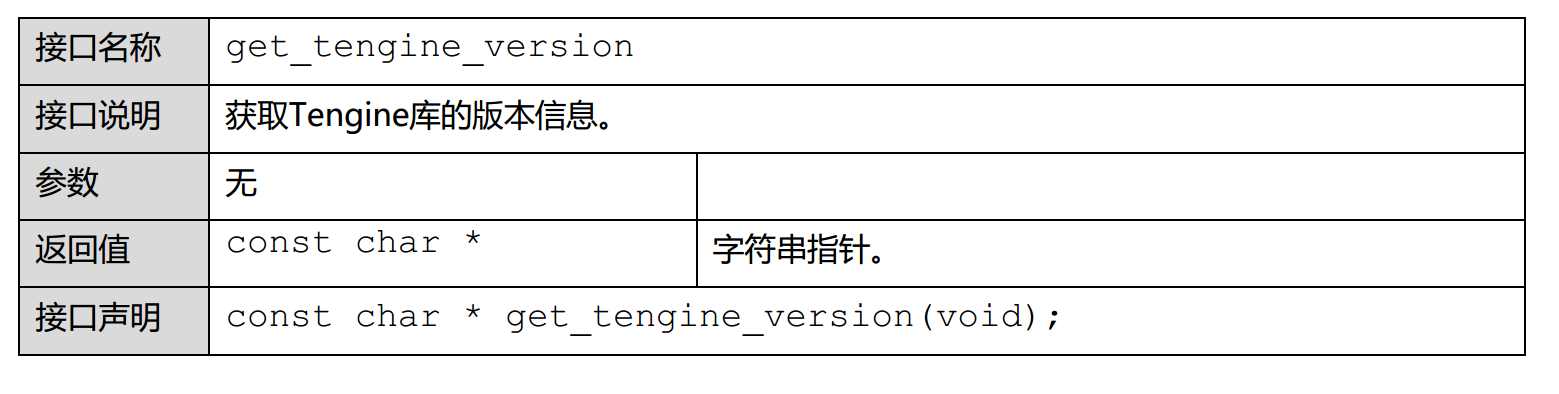 接口名称 get_tengine_version
接口说明 获取Tengine库的版本信息。
参数 无
返回值 const char * 字符串指针。
接口声明 const char * get_tengine_version(void);